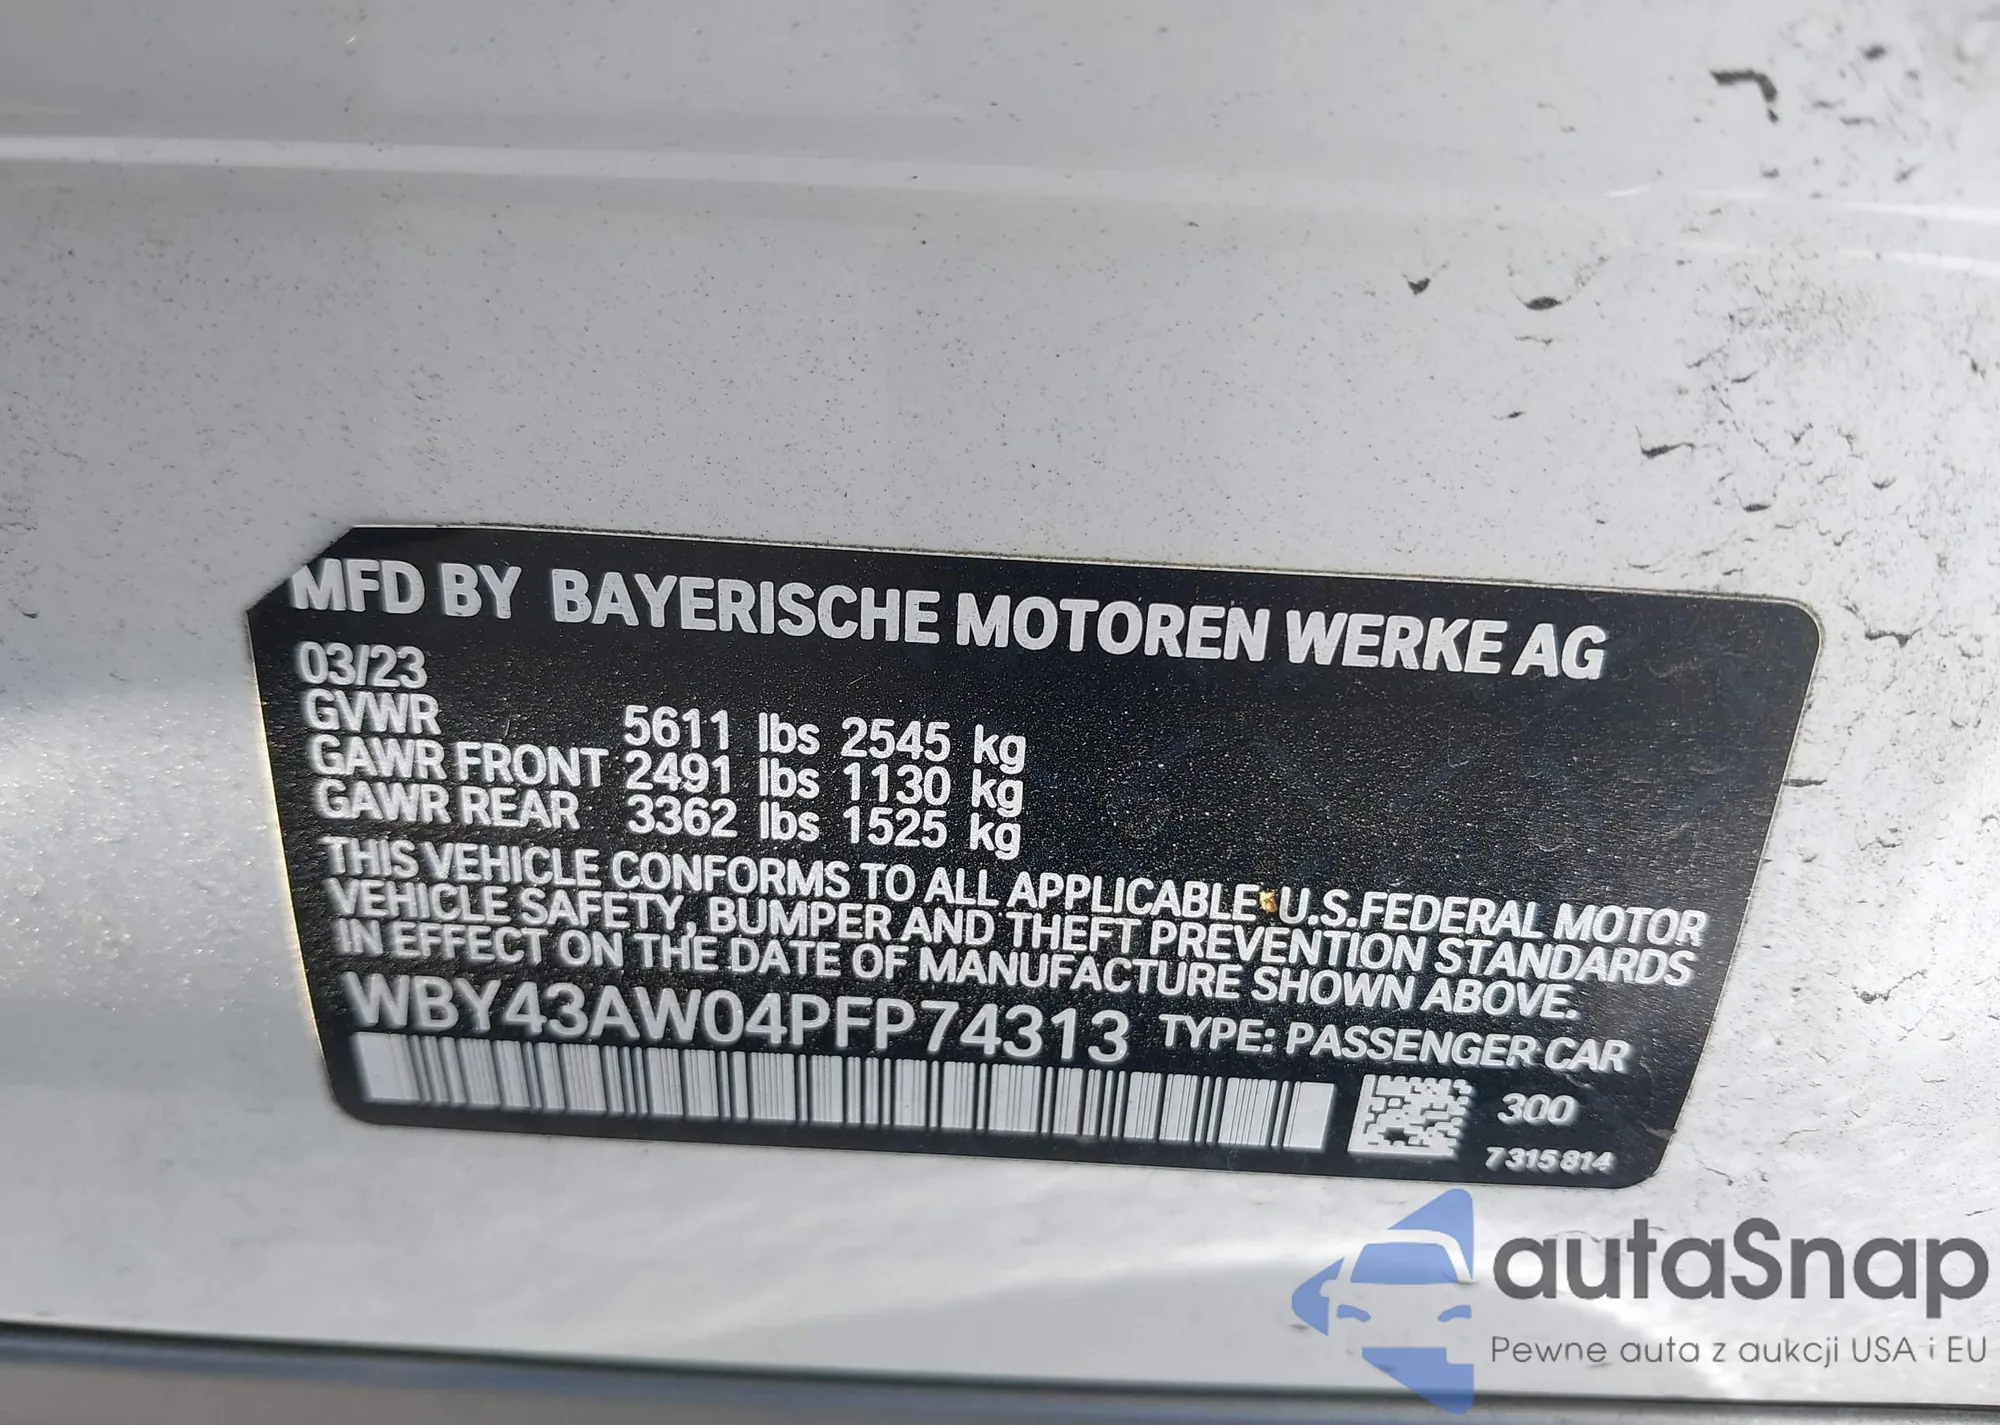 MFD BY BAYERISCHE MOTOREN WERKE AG
03/23
GVWR 5611 lbs 2545 kg
GAWR FRONT 2491 lbs 1130 kg
GAWR REAR 3362 lbs 1525 kg
THIS VEHICLE CONFORMS TO ALL APPLICABLE U.S.FEDERAL MOTOR
VEHICLE SAFETY, BUMPER AND THEFT PREVENTION STANDARDS
IN EFFECT ON THE DATE OF MANUFACTURE SHOWN ABOVE.
WBY43AW04PFP74313 TYPE: PASSENGER CAR
300
7315814
autaSnap
Pewne auta z aukcji USA i EU